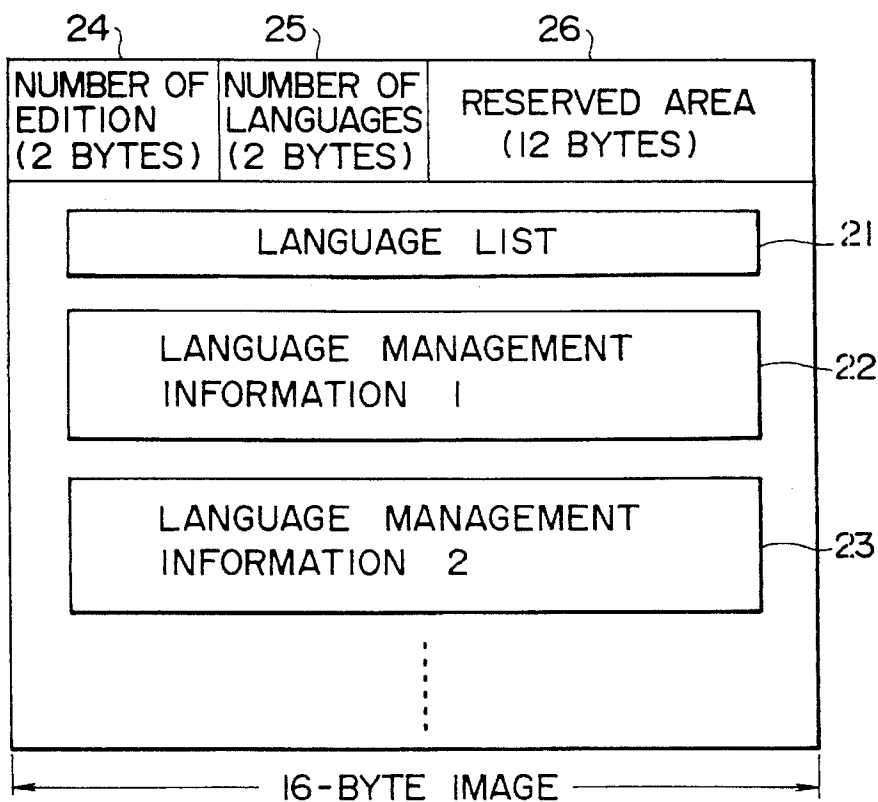 24 25 26
NUMBER OF EDITION (2 BYTES)
NUMBER OF LANGUAGES (2 BYTES)
RESERVED AREA (12 BYTES)
LANGUAGE LIST 21
LANGUAGE MANAGEMENT
INFORMATION 1
22
LANGUAGE MANAGEMENT
INFORMATION 2
23
16-BYTE IMAGE